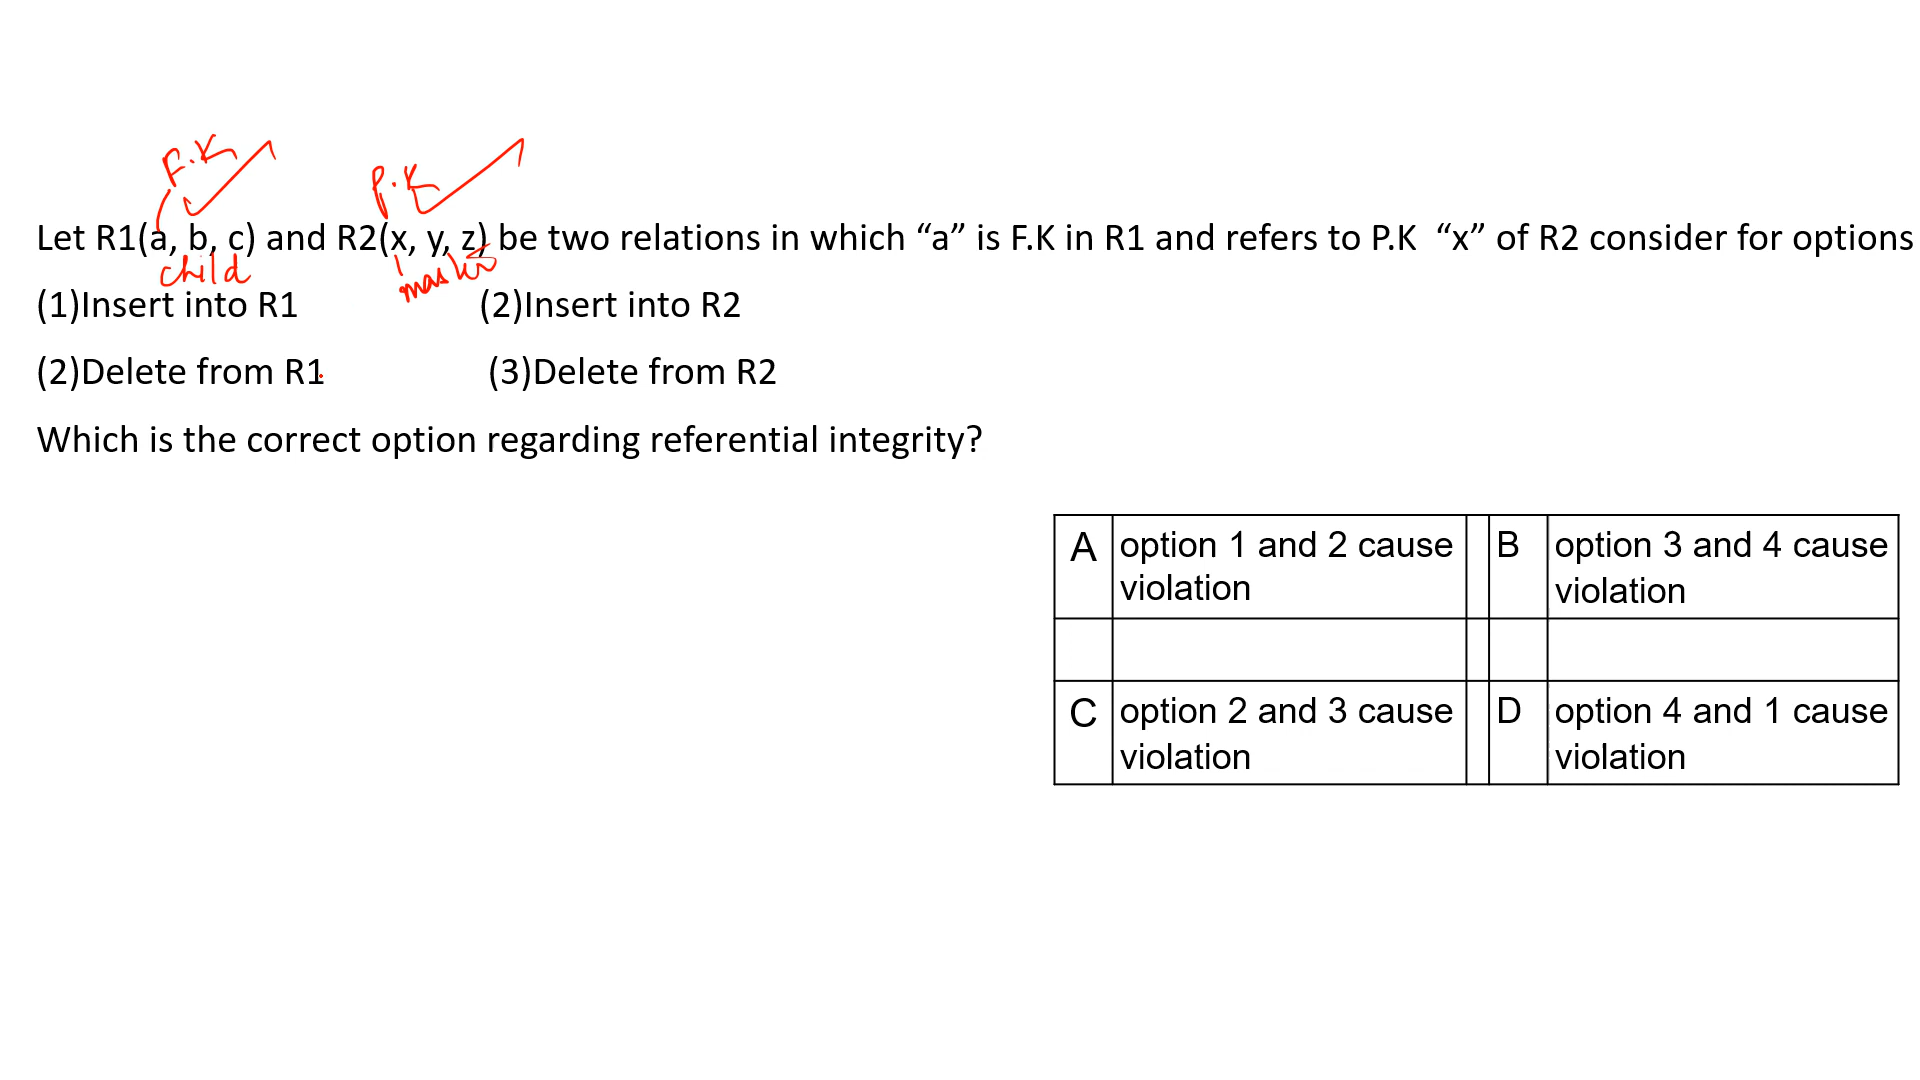 F.K
P.K
Let R1(a, b, c) and R2(x, y, z) be two relations in which “a” is F.K in R1 and refers to P.K “x” of R2 consider for options
child
master
(1)Insert into R1 (2)Insert into R2
(2)Delete from R1 (3)Delete from R2
Which is the correct option regarding referential integrity?
A option 1 and 2 cause violation
B option 3 and 4 cause violation
C option 2 and 3 cause violation
D option 4 and 1 cause violation